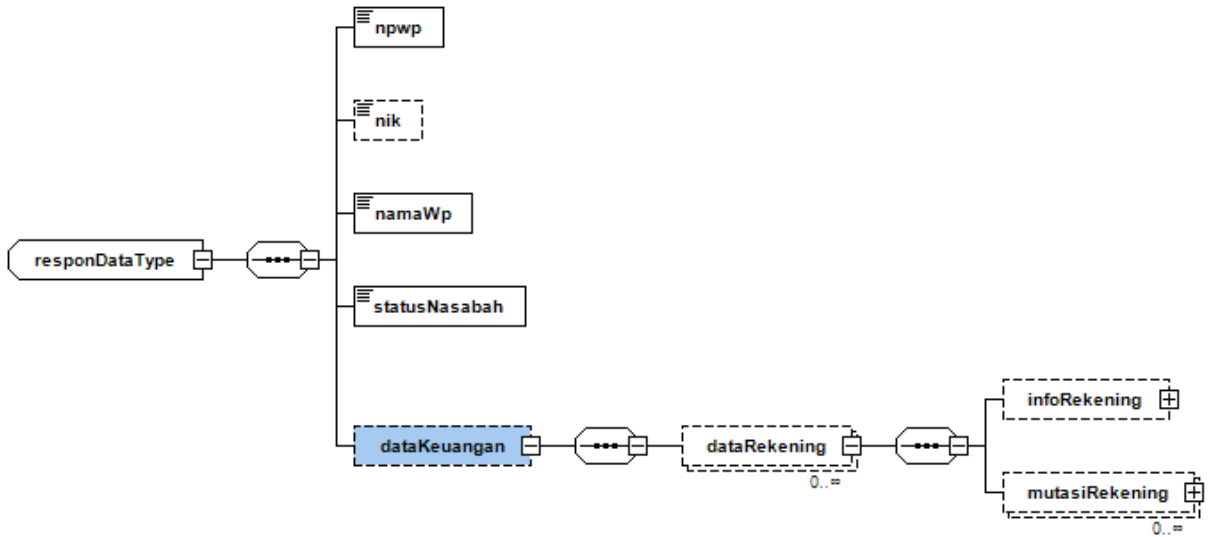 npwp
nik
namaWp
responDataType
statusNasabah
infoRekening
dataKeuangan
dataRekening
0..∞
mutasiRekening
0..∞